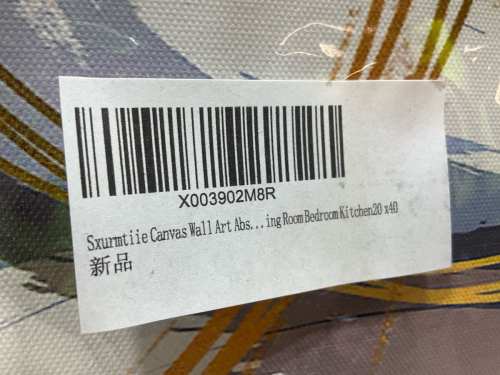 X003902M8R
Sxurmtiie Canvas Wall Art Abs...ing Room Bedroom Kitchen20 x40
新品